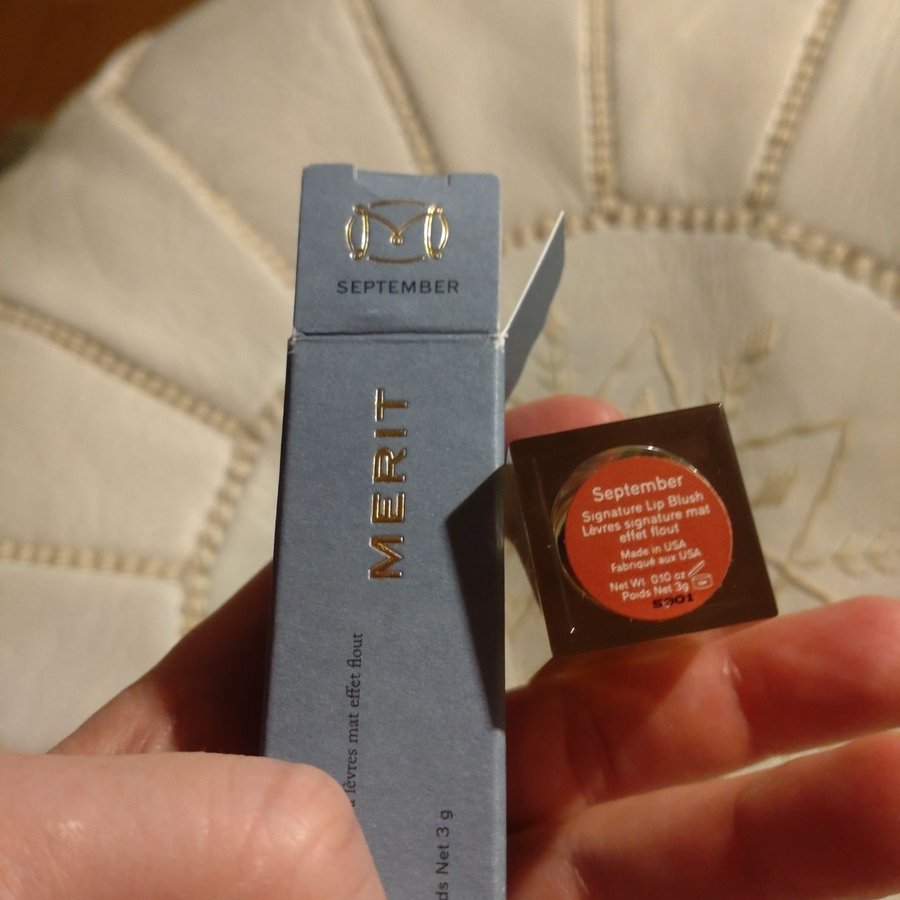 SEPTEMBER
MERIT
lèvres mat effet flout
ds Net 3 g
September
Signature Lip Blush
Lèvres signature mat
effet flout
Made in USA
Fabriqué aux USA
Net Wt 0.10 oz
Poids Net 3g